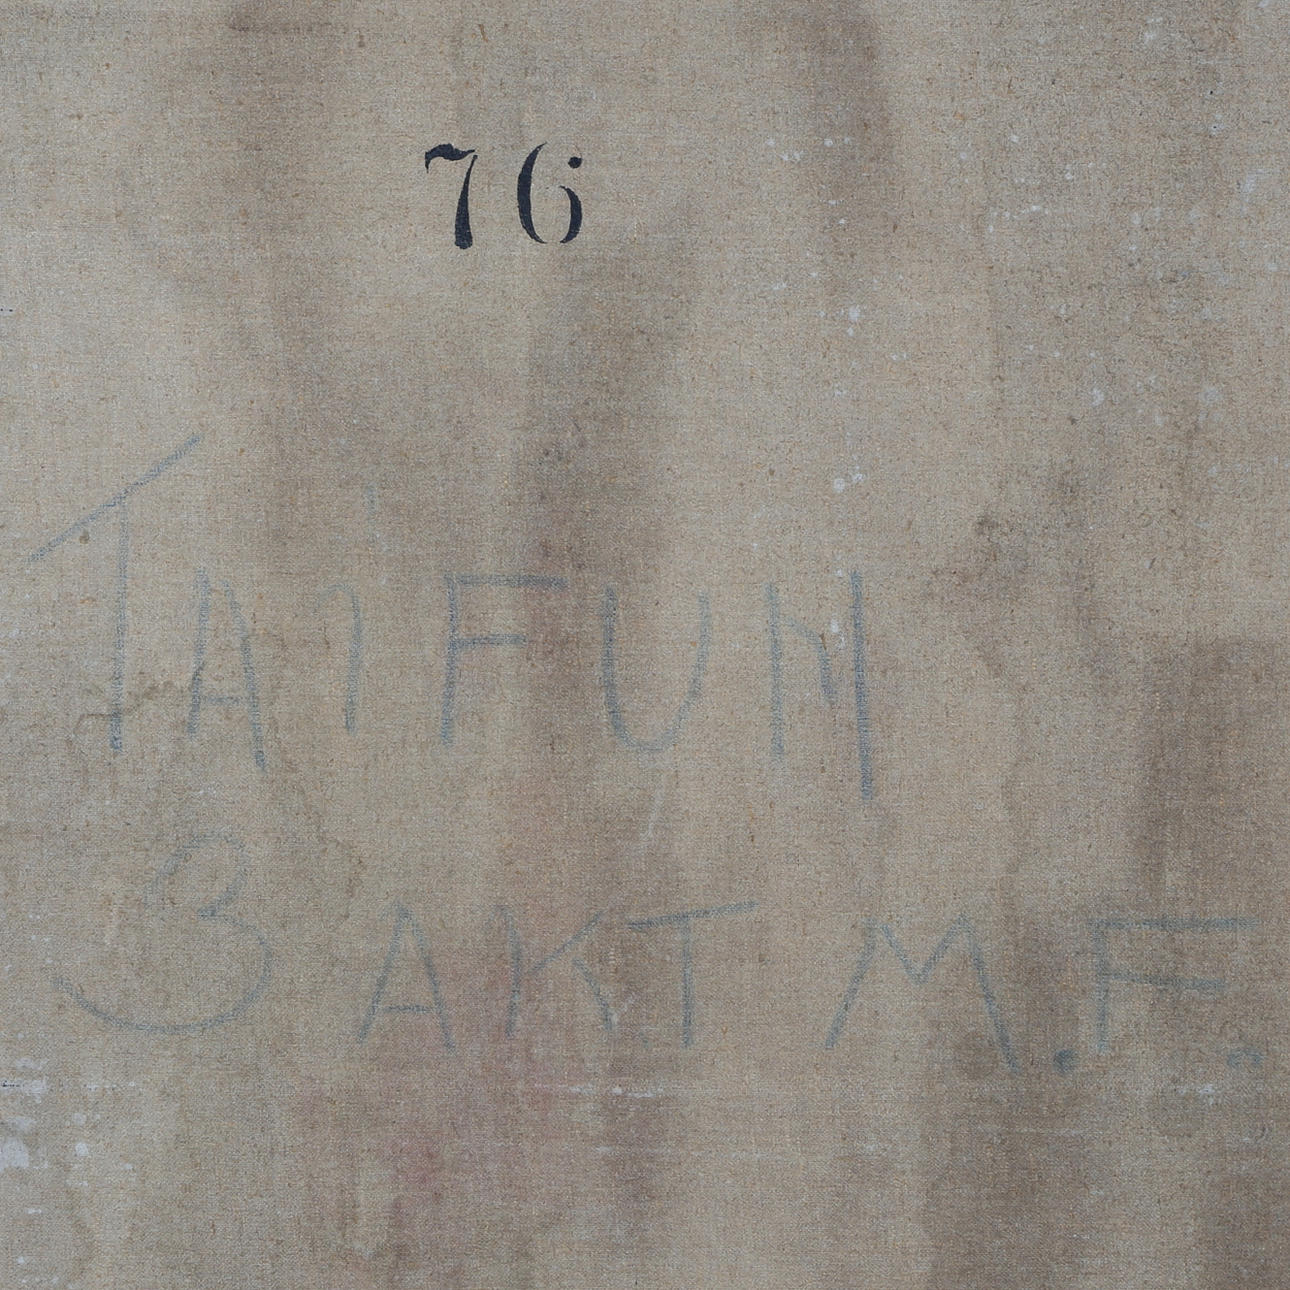 76
TAiFUN
3 AKT M.F.